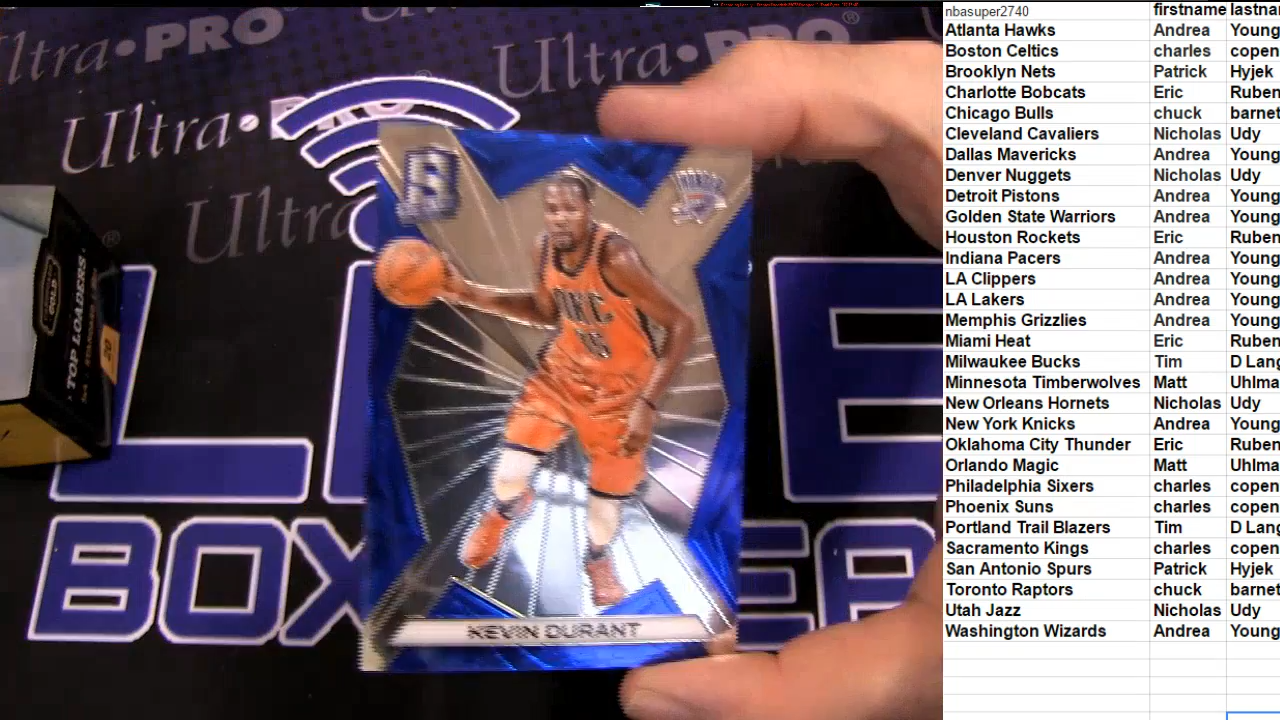 Ultra•PRO®
Ultra•PRO®
Ultra•PRO
Ultra
TOP LOADERS
20
KEVIN DURANT
OKC
35
BOX
nbasuper2740 firstname lastnam
Atlanta Hawks Andrea Young
Boston Celtics charles copen
Brooklyn Nets Patrick Hyjek
Charlotte Bobcats Eric Ruben
Chicago Bulls chuck barnet
Cleveland Cavaliers Nicholas Udy
Dallas Mavericks Andrea Young
Denver Nuggets Nicholas Udy
Detroit Pistons Andrea Young
Golden State Warriors Andrea Young
Houston Rockets Eric Ruben
Indiana Pacers Andrea Young
LA Clippers Andrea Young
LA Lakers Andrea Young
Memphis Grizzlies Andrea Young
Miami Heat Eric Ruben
Milwaukee Bucks Tim D Lang
Minnesota Timberwolves Matt Uhlma
New Orleans Hornets Nicholas Udy
New York Knicks Andrea Young
Oklahoma City Thunder Eric Ruben
Orlando Magic Matt Uhlma
Philadelphia Sixers charles copen
Phoenix Suns charles copen
Portland Trail Blazers Tim D Lang
Sacramento Kings charles copen
San Antonio Spurs Patrick Hyjek
Toronto Raptors chuck barnet
Utah Jazz Nicholas Udy
Washington Wizards Andrea Young